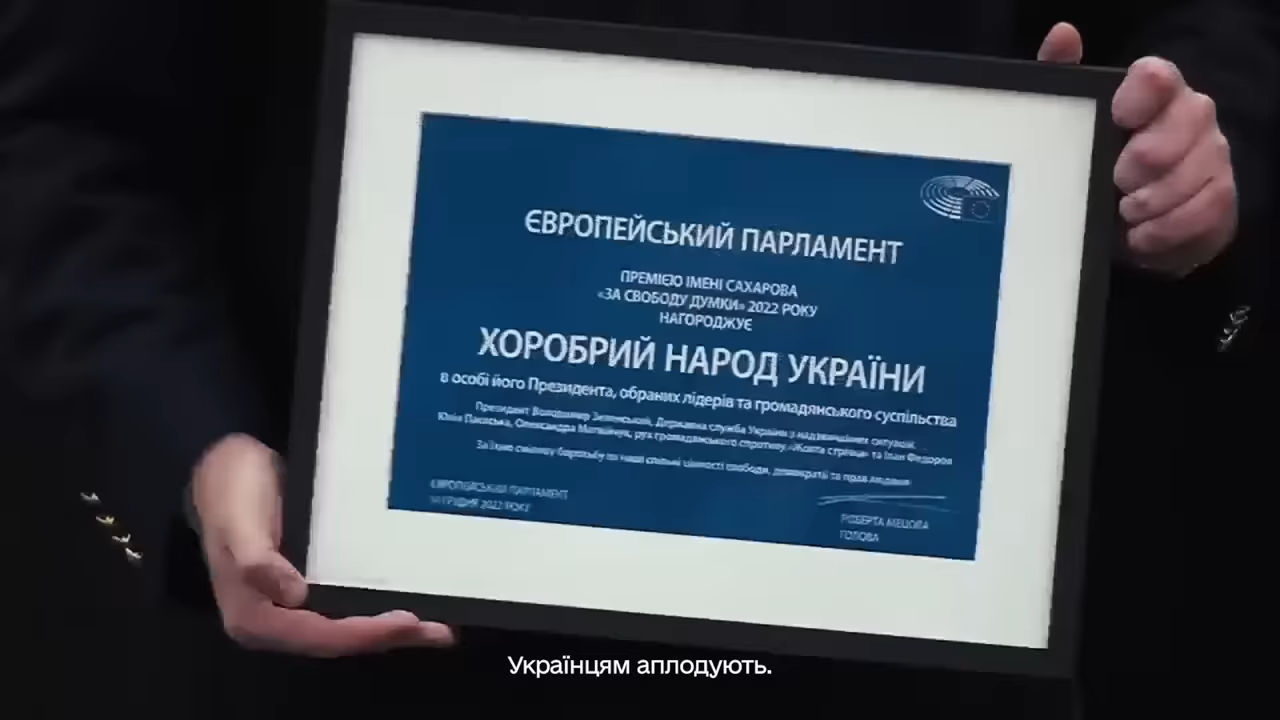 ЄВРОПЕЙСЬКИЙ ПАРЛАМЕНТ
ПРЕМІЄЮ ІМЕНІ САХАРОВА
«ЗА СВОБОДУ ДУМКИ» 2022 РОКУ
НАГОРОДЖУЄ
ХОРОБРИЙ НАРОД УКРАЇНИ
в особі його Президента, обраних лідерів та громадянського суспільства
Президент Володимир Зеленський, Державна служба України з надзвичайних ситуацій,
Юлія Паєвська, Олександра Матвійчук, рух громадянського спротиву «Жовта стрічка» та Іван Федоров
За їхню сміливу боротьбу за наші спільні цінності свободи, демократії та прав людини
ЄВРОПЕЙСЬКИЙ ПАРЛАМЕНТ
14 ГРУДНЯ 2022 РОКУ
РОБЕРТА МЕЦОЛА
ГОЛОВА
Українцям аплодують.